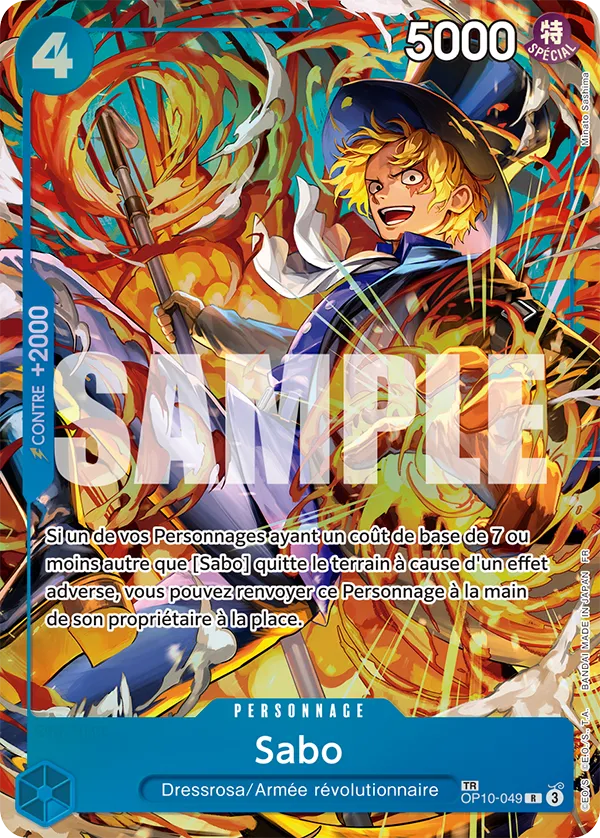 4
5000
特
SPÉCIAL
Minato Sashima
CONTRE +2000
SAMPLE
Si un de vos Personnages ayant un coût de base de 7 ou
moins autre que [Sabo] quitte le terrain à cause d'un effet
adverse, vous pouvez renvoyer ce Personnage à la main
de son propriétaire à la place.
©E.O./S. ©E.O./S., T.A. BANDAI MADE IN JAPAN FR
PERSONNAGE
Sabo
Dressrosa/Armée révolutionnaire
TR
OP10-049 R 3